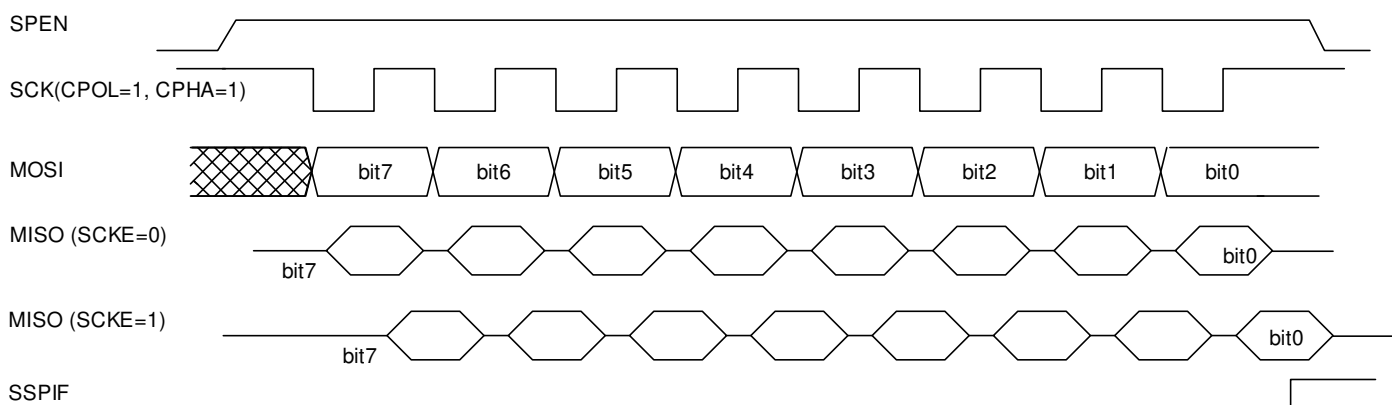 SPEN
SCK(CPOL=1, CPHA=1)
MOSI bit7 bit6 bit5 bit4 bit3 bit2 bit1 bit0
MISO (SCKE=0)
bit7 bit0
MISO (SCKE=1)
bit7 bit0
SSPIF